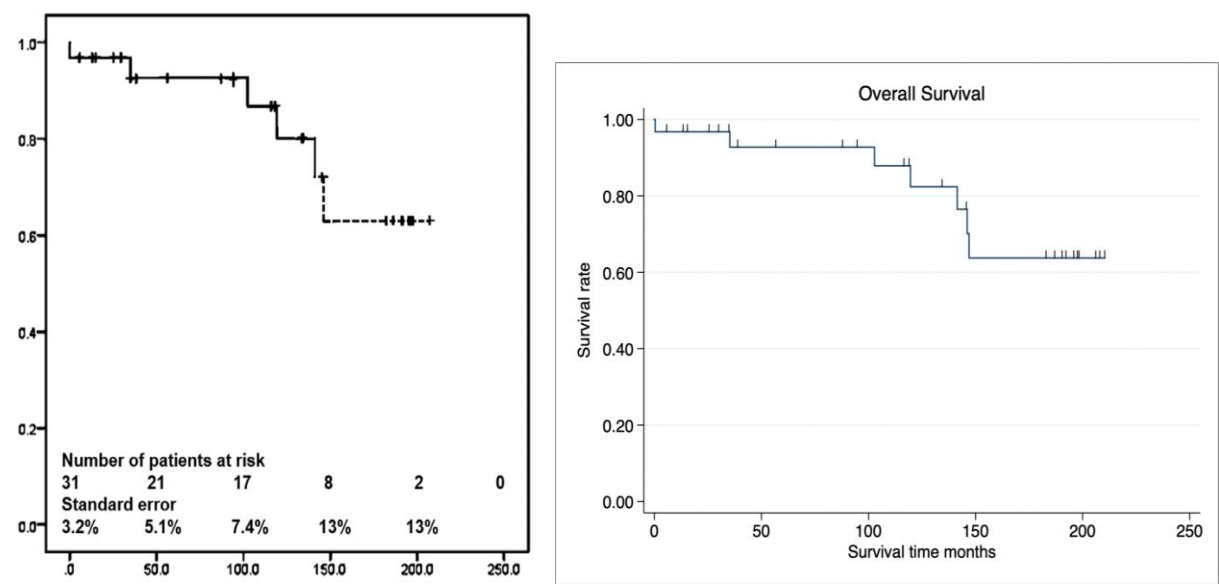 1.0
0.8
0.6
0.4
0.2
0.0
Number of patients at risk
31 21 17 8 2 0
Standard error
3.2% 5.1% 7.4% 13% 13%
.0 50.0 100.0 150.0 200.0 250.0
Overall Survival
Survival rate
1.00
0.80
0.60
0.40
0.20
0.00
0 50 100 150 200 250
Survival time months